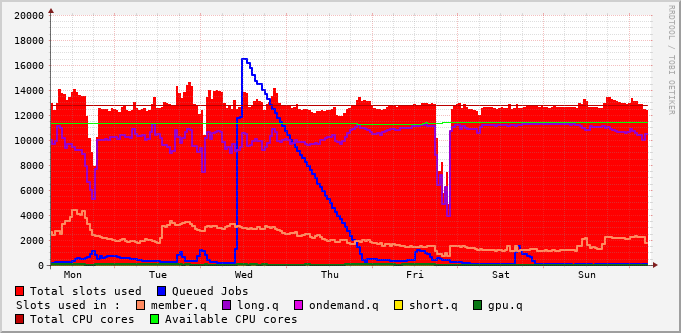 20000
18000
16000
14000
12000
10000
8000
6000
4000
2000
0
Mon Tue Wed Thu Fri Sat Sun
Total slots used Queued Jobs
Slots used in : member.q long.q ondemand.q short.q gpu.q
Total CPU cores Available CPU cores
RRDTOOL / TOBI OETIKER